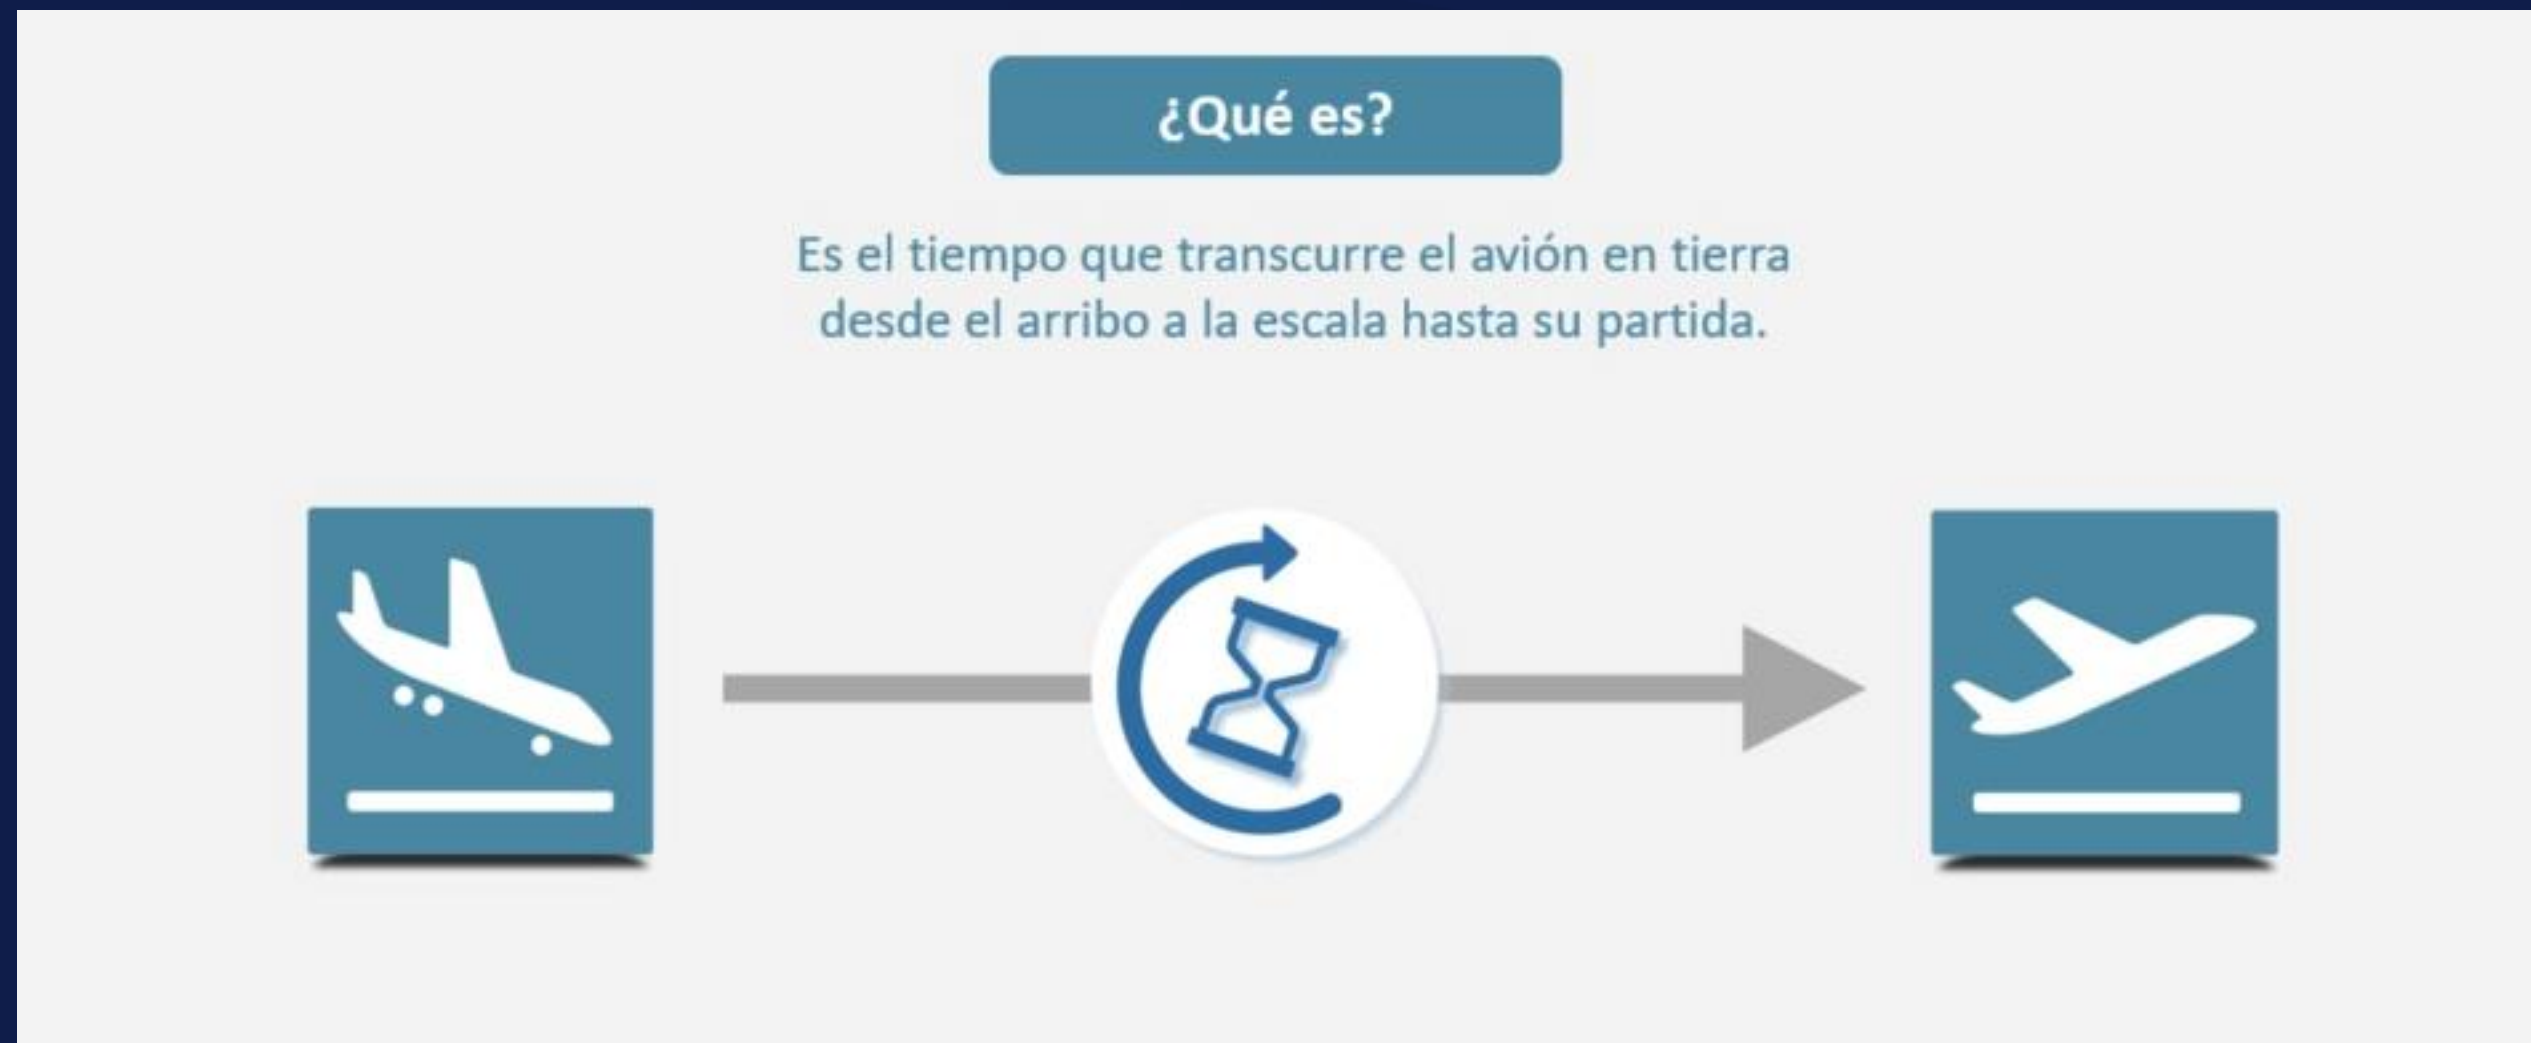 ¿Qué es?
Es el tiempo que transcurre el avión en tierra
desde el arribo a la escala hasta su partida.